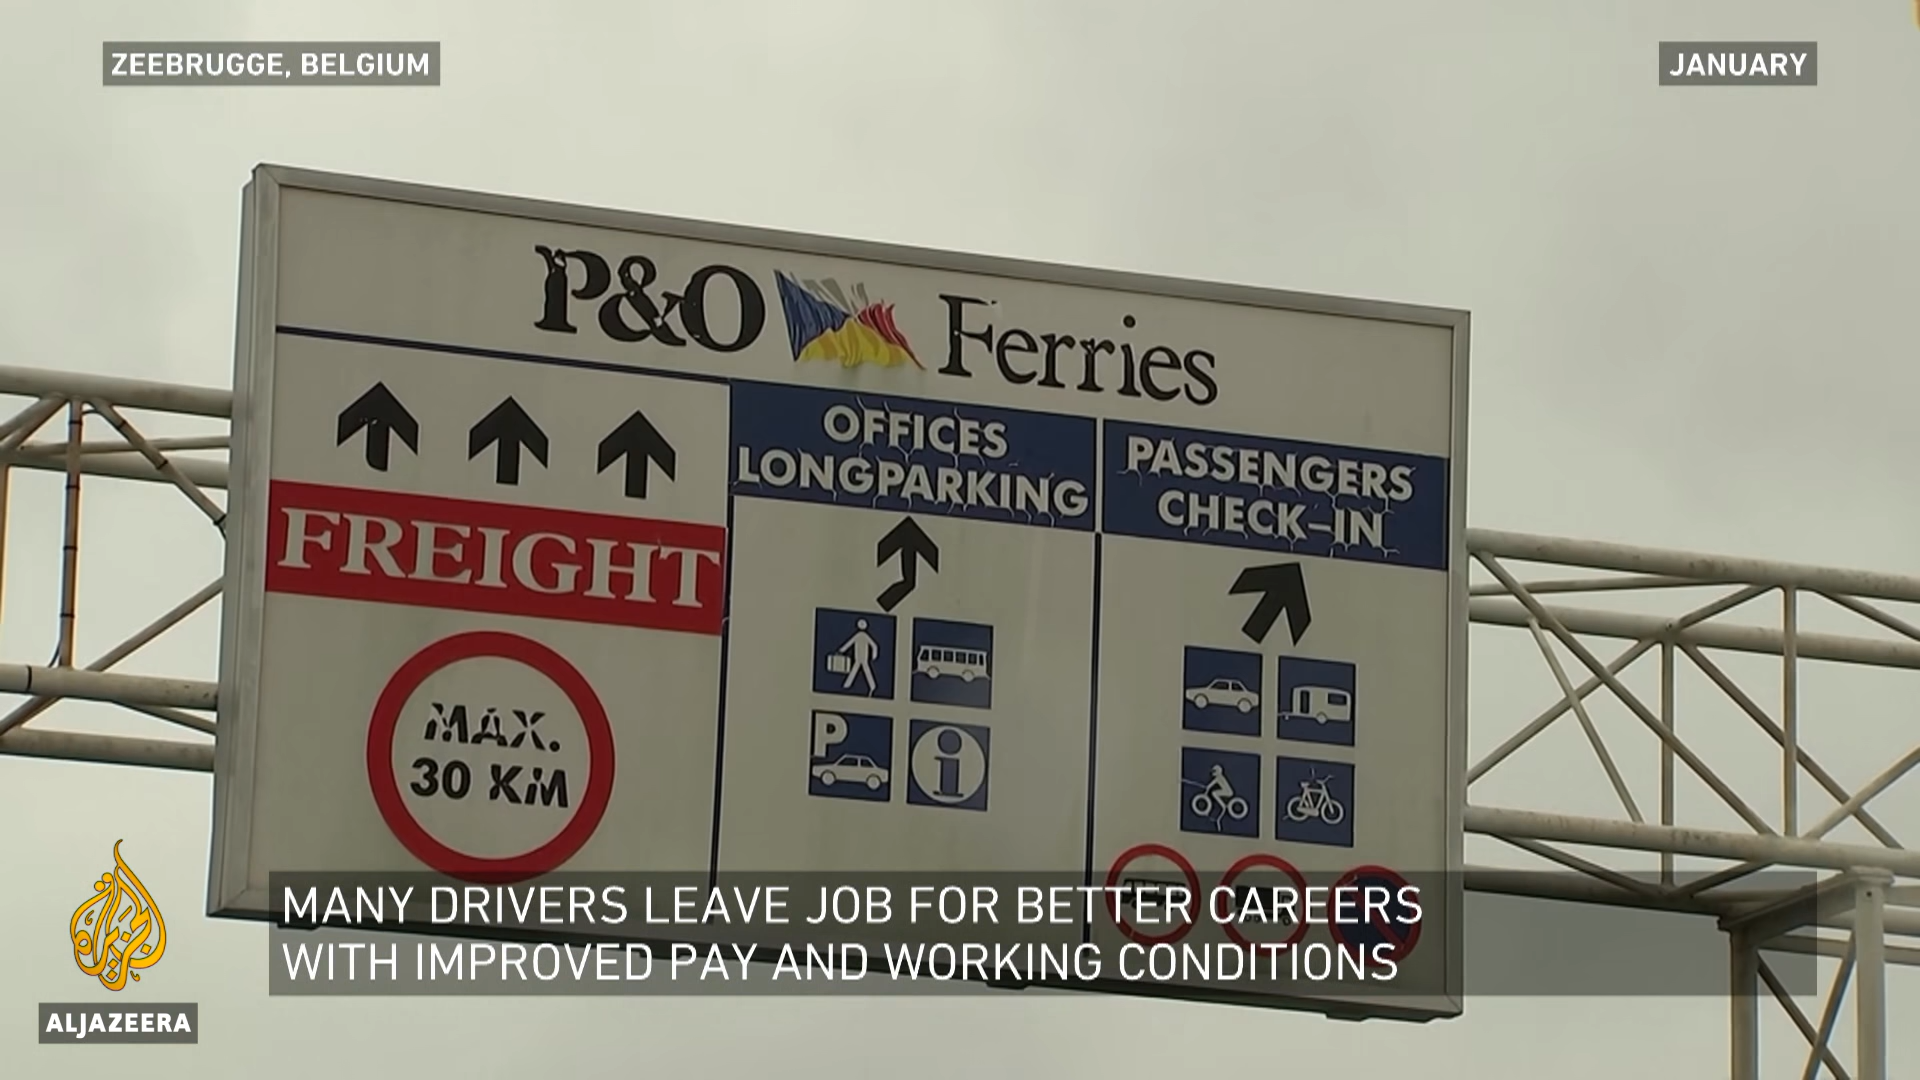 ZEEBRUGGE, BELGIUM
JANUARY
P&O Ferries
FREIGHT
MAX.
30 KM
OFFICES
LONGPARKING
P
i
PASSENGERS
CHECK-IN
MANY DRIVERS LEAVE JOB FOR BETTER CAREERS
WITH IMPROVED PAY AND WORKING CONDITIONS
الجزيرة
ALJAZEERA